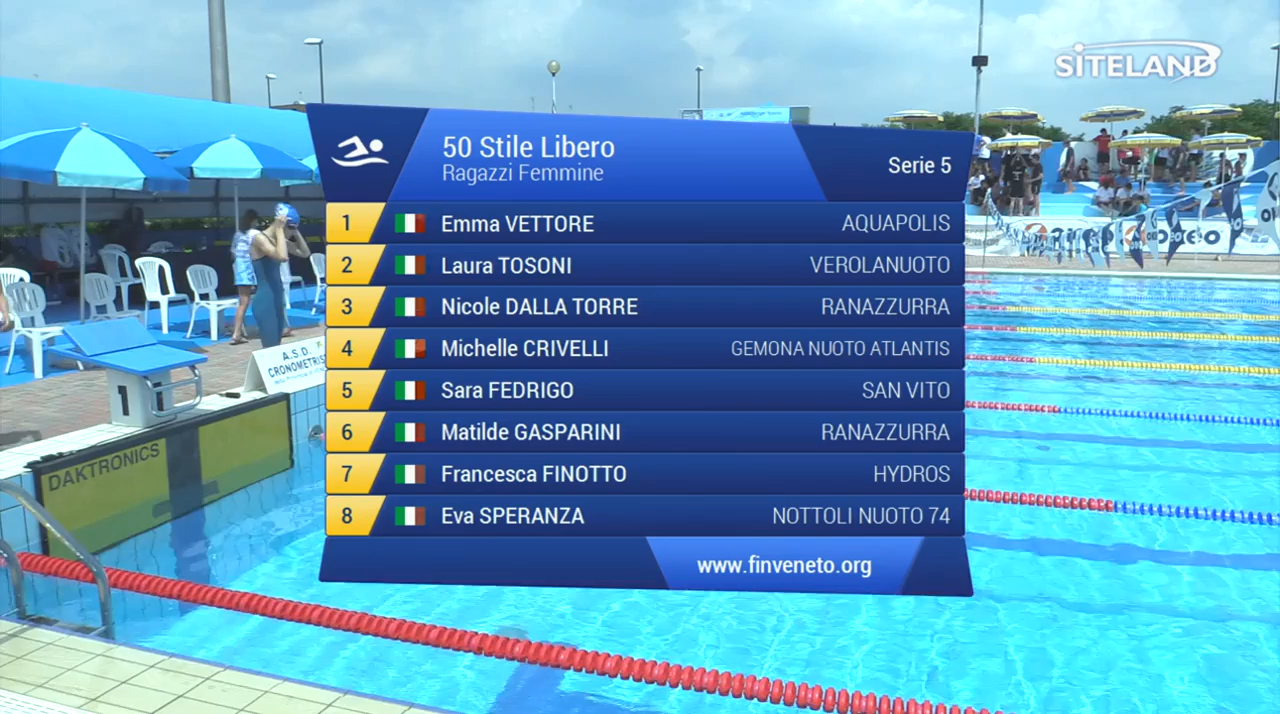 SITELAND
50 Stile Libero
Ragazzi Femmine
Serie 5
1 Emma VETTORE AQUAPOLIS
2 Laura TOSONI VEROLANUOTO
3 Nicole DALLA TORRE RANAZZURRA
4 Michelle CRIVELLI GEMONA NUOTO ATLANTIS
5 Sara FEDRIGO SAN VITO
6 Matilde GASPARINI RANAZZURRA
7 Francesca FINOTTO HYDROS
8 Eva SPERANZA NOTTOLI NUOTO 74
www.finveneto.org
A.S.D.
CRONOMETRIS
1
DAKTRONICS